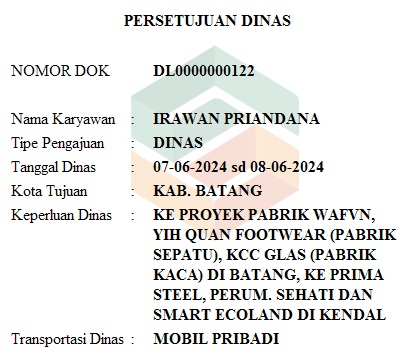 PERSETUJUAN DINAS
NOMOR DOK DL0000000122
Nama Karyawan : IRAWAN PRIANDANA
Tipe Pengajuan : DINAS
Tanggal Dinas : 07-06-2024 sd 08-06-2024
Kota Tujuan : KAB. BATANG
Keperluan Dinas : KE PROYEK PABRIK WAFVN,
YIH QUAN FOOTWEAR (PABRIK
SEPATU), KCC GLAS (PABRIK
KACA) DI BATANG, KE PRIMA
STEEL, PERUM. SEHATI DAN
SMART ECOLAND DI KENDAL
Transportasi Dinas : MOBIL PRIBADI